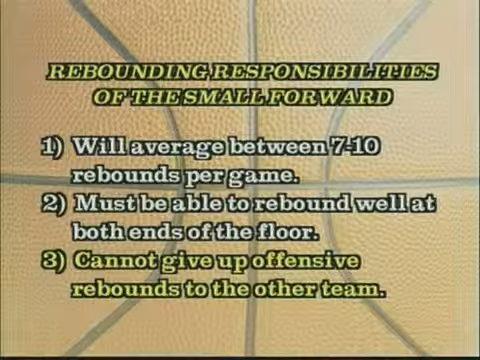 REBOUNDING RESPONSIBILITIES
OF THE SMALL FORWARD
1) Will average between 7-10
rebounds per game.
2) Must be able to rebound well at
both ends of the floor.
3) Cannot give up offensive
rebounds to the other team.